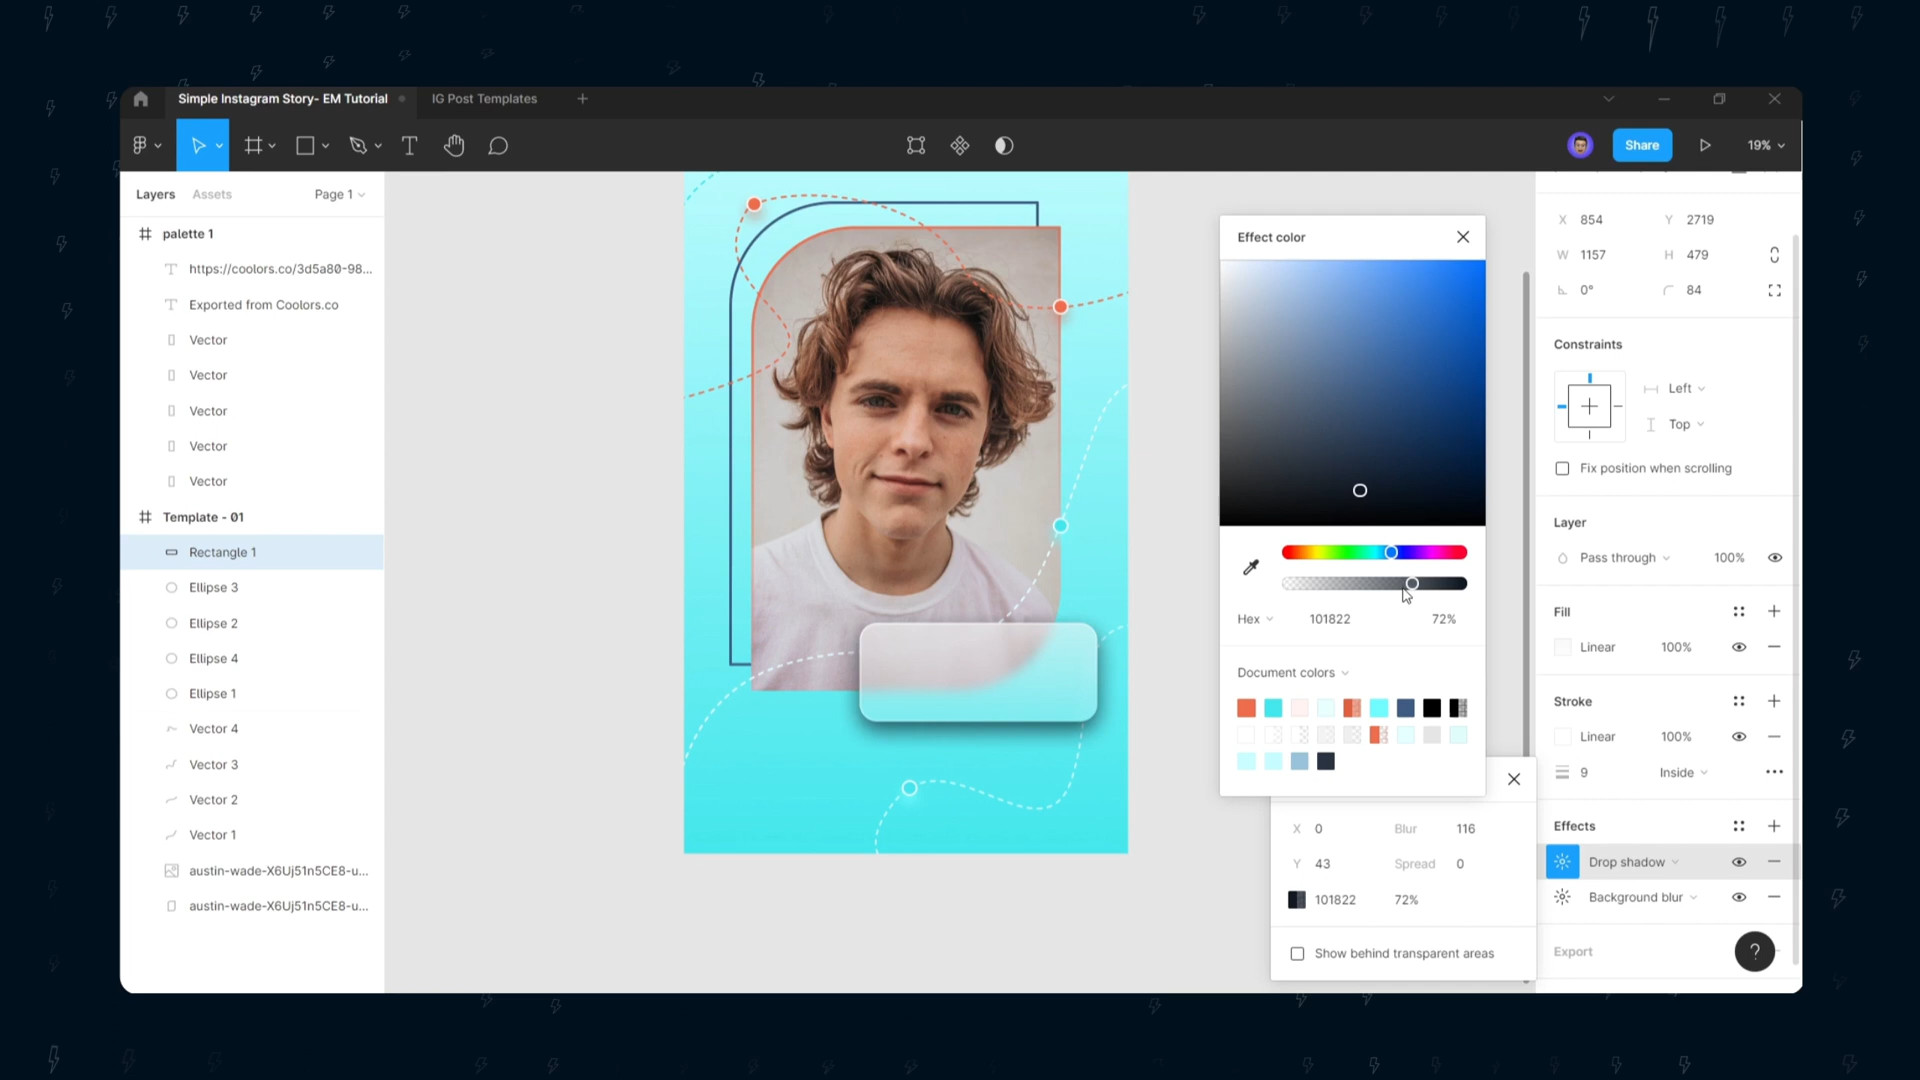 Simple Instagram Story- EM Tutorial
IG Post Templates
Share
19%
Layers
Assets
Page 1
palette 1
https://coolors.co/3d5a80-98...
Exported from Coolors.co
Vector
Vector
Vector
Vector
Vector
Template - 01
Rectangle 1
Ellipse 3
Ellipse 2
Ellipse 4
Ellipse 1
Vector 4
Vector 3
Vector 2
Vector 1
austin-wade-X6Uj51n5CE8-u...
austin-wade-X6Uj51n5CE8-u...
Effect color
Hex 101822 72%
Document colors
X 0 Blur 116
Y 43 Spread 0
101822 72%
Show behind transparent areas
X 854 Y 2719
W 1157 H 479
0° 84
Constraints
Left
Top
Fix position when scrolling
Layer
Pass through 100%
Fill
Linear 100%
Stroke
Linear 100%
9 Inside
Effects
Drop shadow
Background blur
Export
?